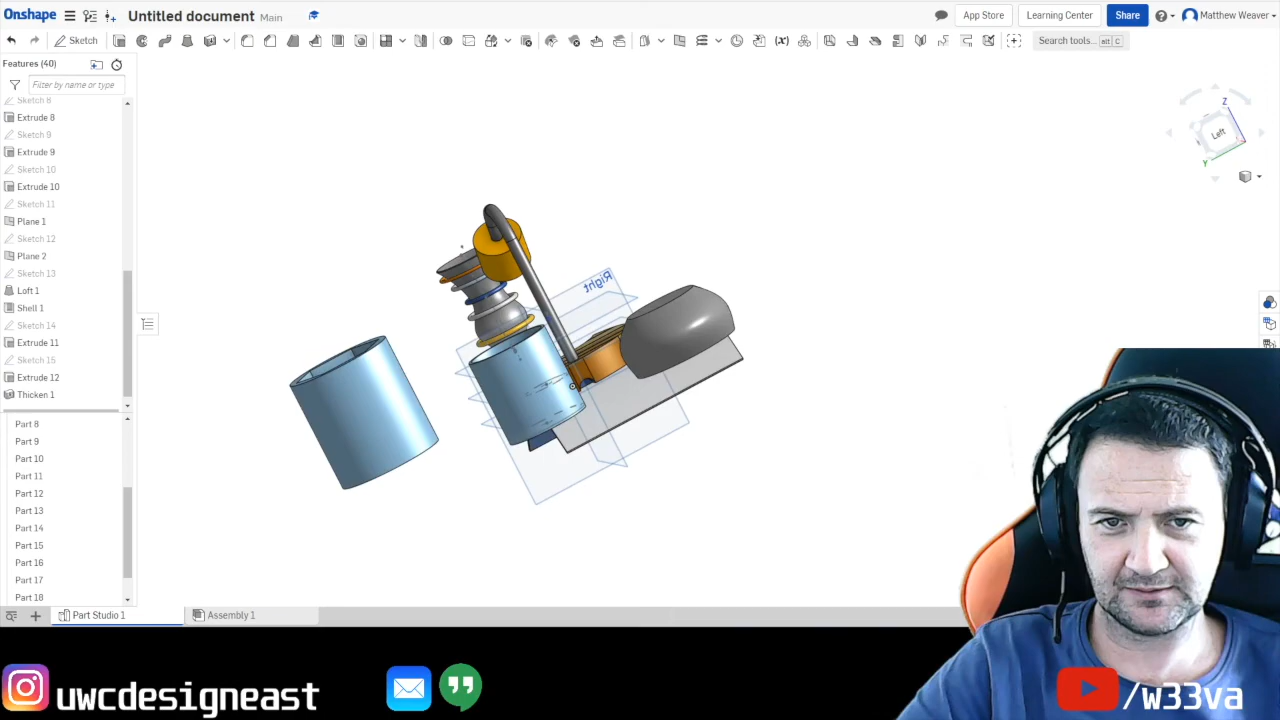 Onshape
Untitled document Main
App Store
Learning Center
Share
Matthew Weaver
Sketch
Search tools... alt C
Features (40)
Filter by name or type
Sketch 8
Extrude 8
Sketch 9
Extrude 9
Sketch 10
Extrude 10
Sketch 11
Plane 1
Sketch 12
Plane 2
Sketch 13
Loft 1
Shell 1
Sketch 14
Extrude 11
Sketch 15
Extrude 12
Thicken 1
Part 8
Part 9
Part 10
Part 11
Part 12
Part 13
Part 14
Part 15
Part 16
Part 17
Part 18
Right
Z
Left
Y
Part Studio 1
Assembly 1
uwcdesigneast
/w33va